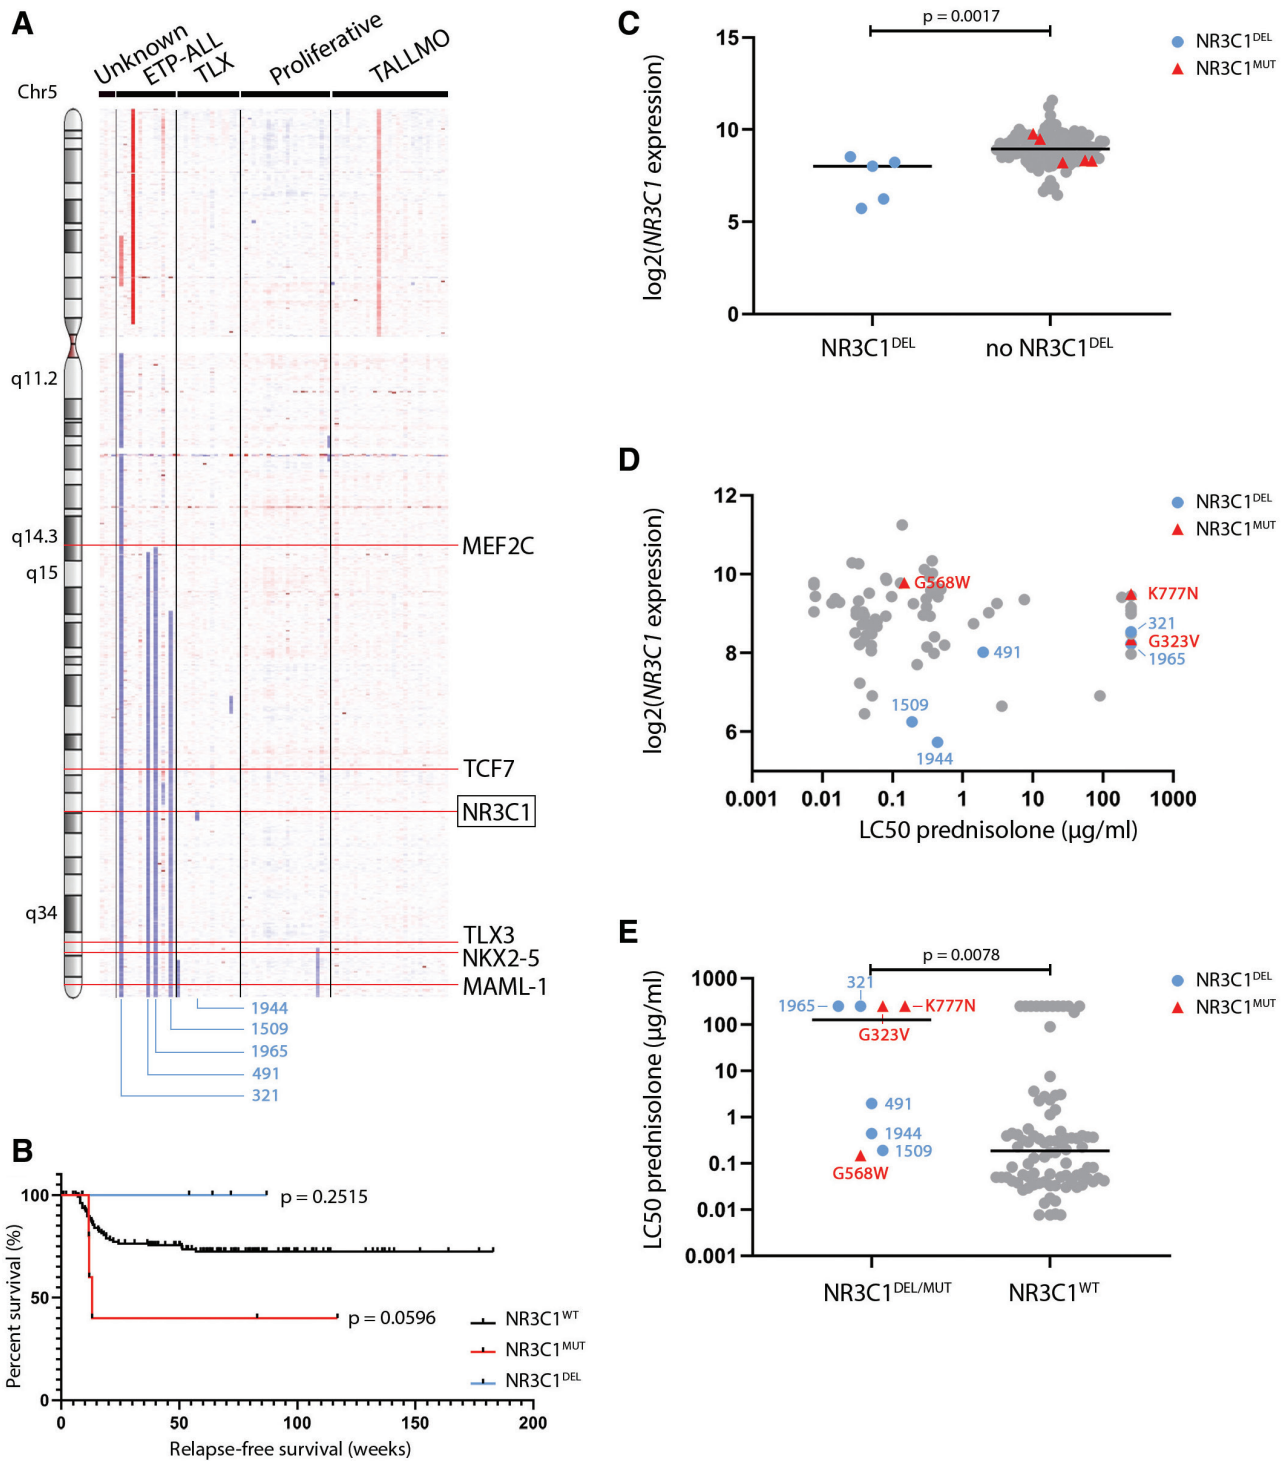 A
Unknown
ETP-ALL
TLX
Proliferative
TALLMO
Chr5
q11.2
q14.3
q15
q34
MEF2C
TCF7
NR3C1
TLX3
NKX2-5
MAML-1
1944
1509
1965
491
321
B
Percent survival (%)
100
50
0
p = 0.2515
p = 0.0596
NR3C1WT
NR3C1MUT
NR3C1DEL
0 50 100 150 200
Relapse-free survival (weeks)
C
p = 0.0017
NR3C1DEL
NR3C1MUT
log2(NR3C1 expression)
15
10
5
0
NR3C1DEL no NR3C1DEL
D
NR3C1DEL
NR3C1MUT
log2(NR3C1 expression)
12
10
8
6
G568W
K777N
321
G323V
1965
491
1509
1944
0.001 0.01 0.1 1 10 100 1000
LC50 prednisolone (µg/ml)
E
p = 0.0078
NR3C1DEL
NR3C1MUT
LC50 prednisolone (µg/ml)
1000
100
10
1
0.1
0.01
0.001
321
1965
K777N
G323V
491
1944
1509
G568W
NR3C1DEL/MUT NR3C1WT